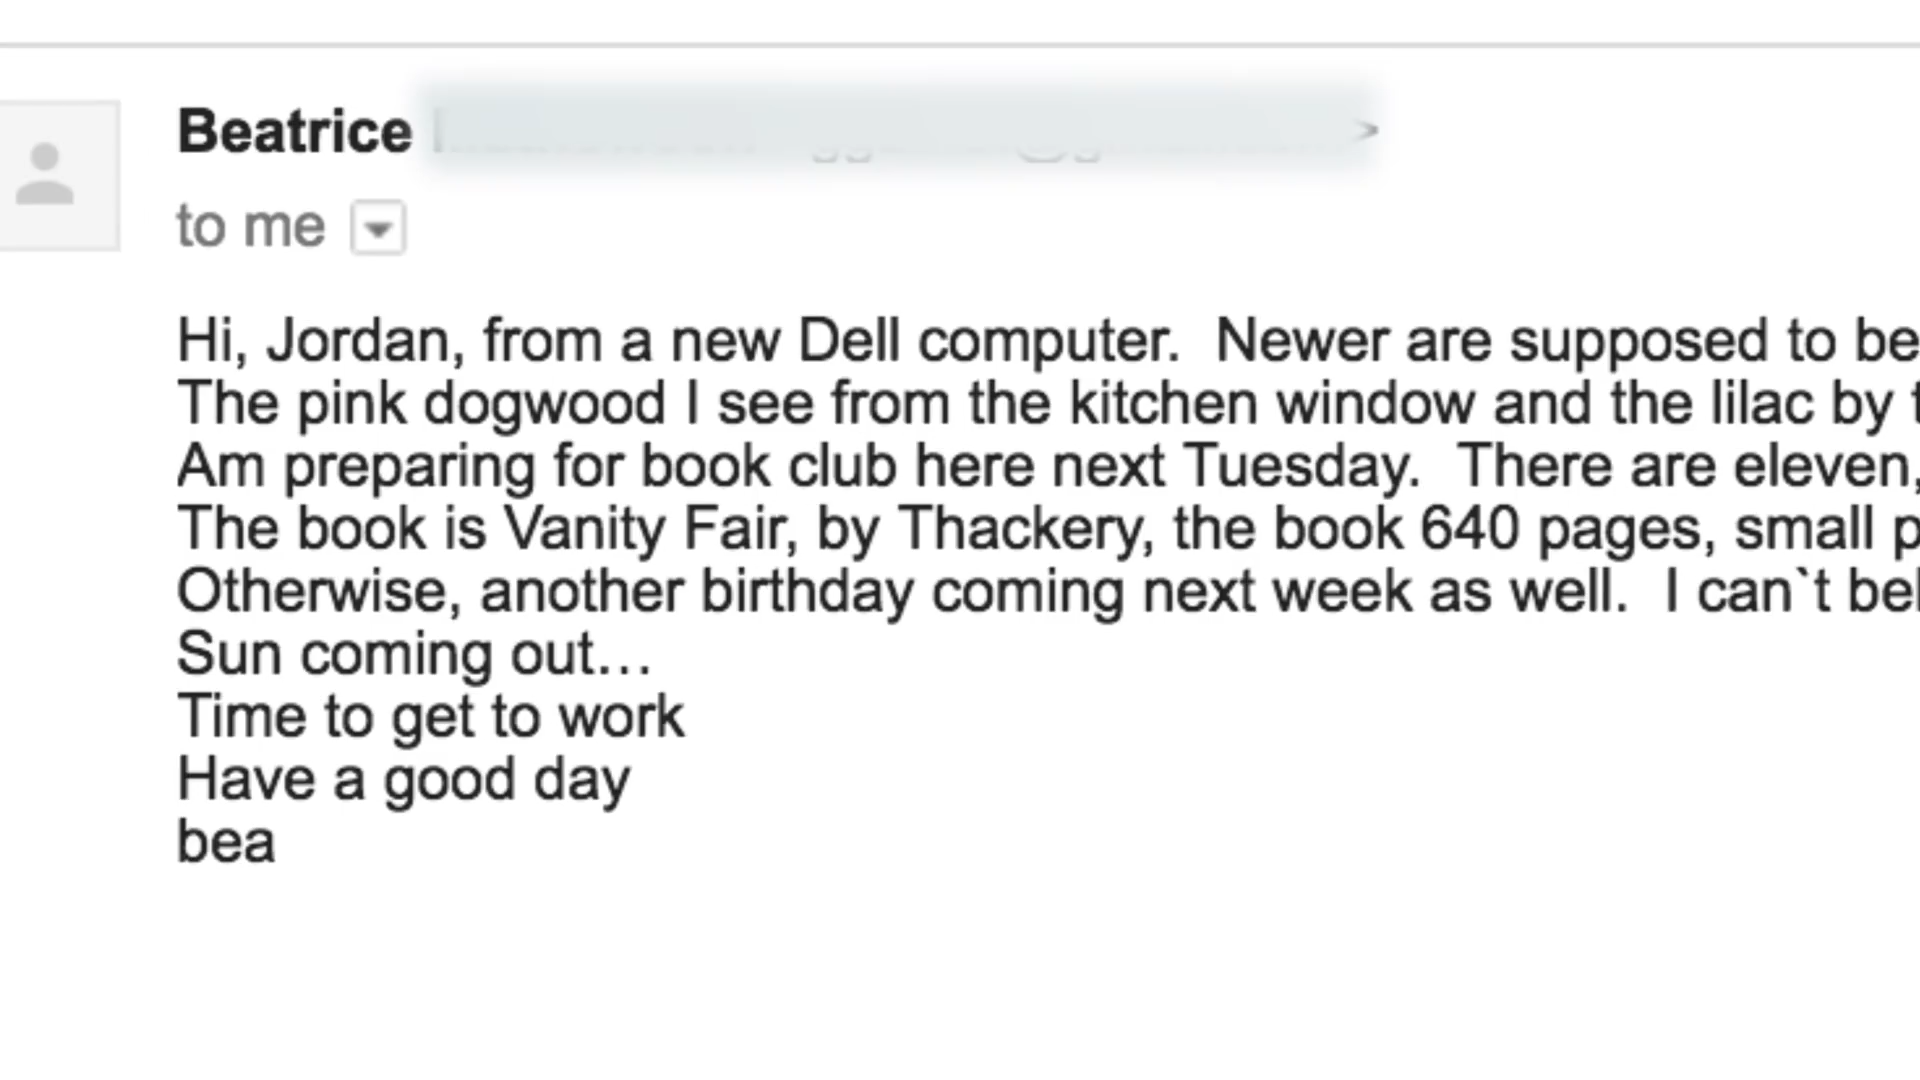 Beatrice
to me
Hi, Jordan, from a new Dell computer.  Newer are supposed to be
The pink dogwood I see from the kitchen window and the lilac by
Am preparing for book club here next Tuesday.  There are eleven,
The book is Vanity Fair, by Thackery, the book 640 pages, small
Otherwise, another birthday coming next week as well.  I can`t
Sun coming out…
Time to get to work
Have a good day
bea